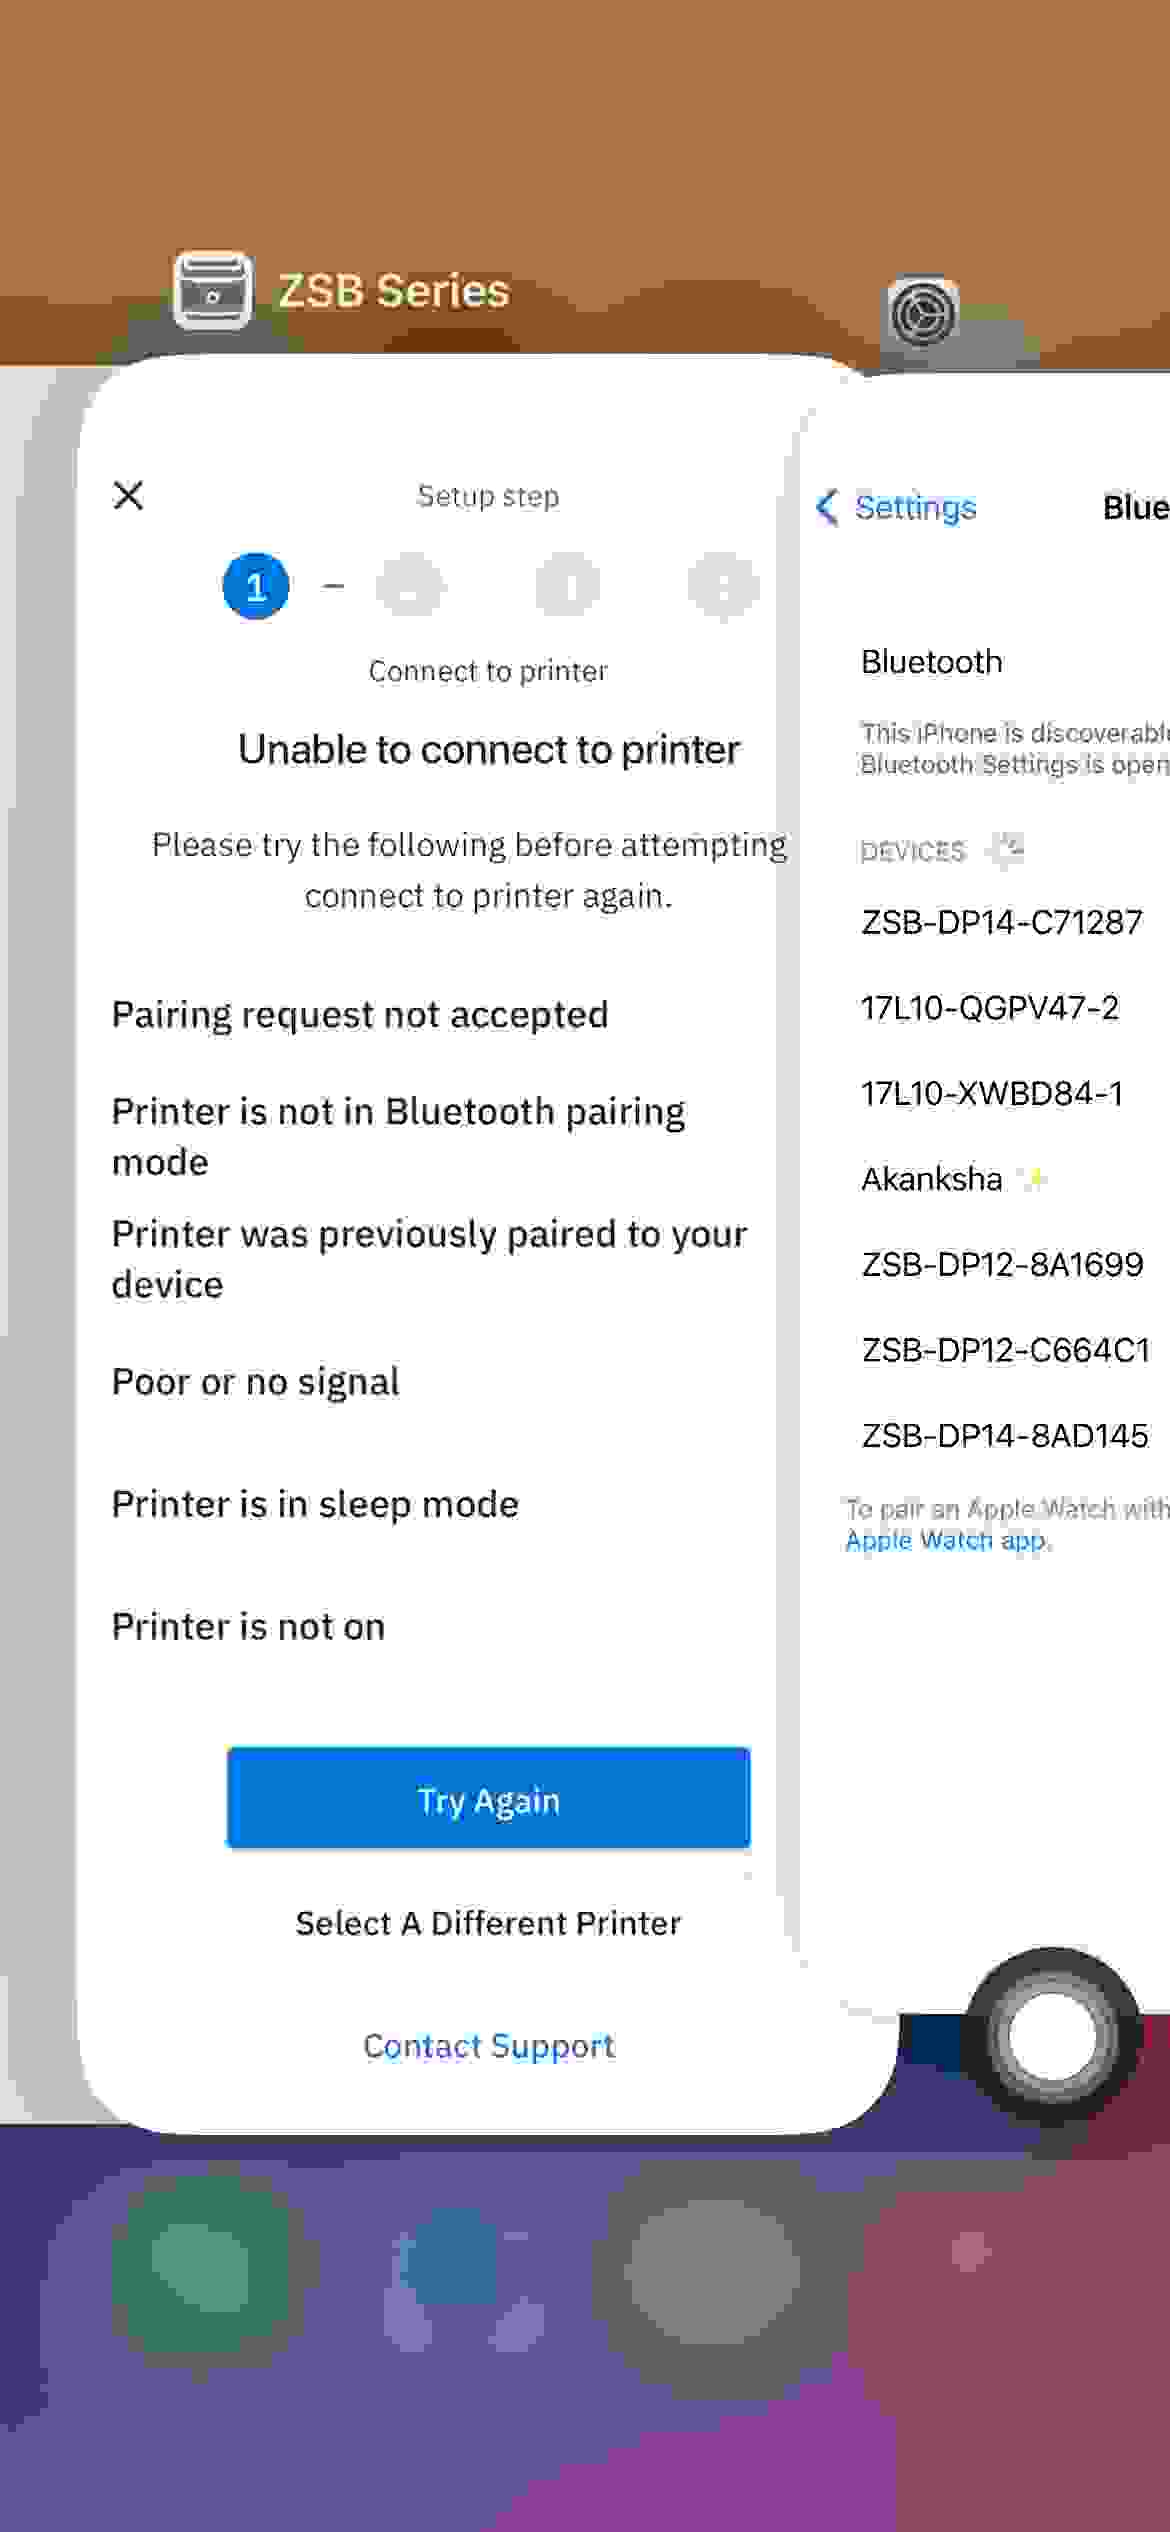 ZSB Series
Setup step
1
Connect to printer
Unable to connect to printer
Please try the following before attempting
connect to printer again.
Pairing request not accepted
Printer is not in Bluetooth pairing
mode
Printer was previously paired to your
device
Poor or no signal
Printer is in sleep mode
Printer is not on
Try Again
Select A Different Printer
Contact Support
Settings
Blue
Bluetooth
This iPhone is discoverable
Bluetooth Settings is open
DEVICES
ZSB-DP14-C71287
17L10-QGPV47-2
17L10-XWBD84-1
Akanksha ✨
ZSB-DP12-8A1699
ZSB-DP12-C664C1
ZSB-DP14-8AD145
To pair an Apple Watch with
Apple Watch app.